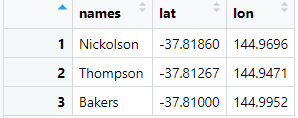 names lat lon
1 Nickolson -37.81860 144.9696
2 Thompson -37.81267 144.9471
3 Bakers -37.81000 144.9952